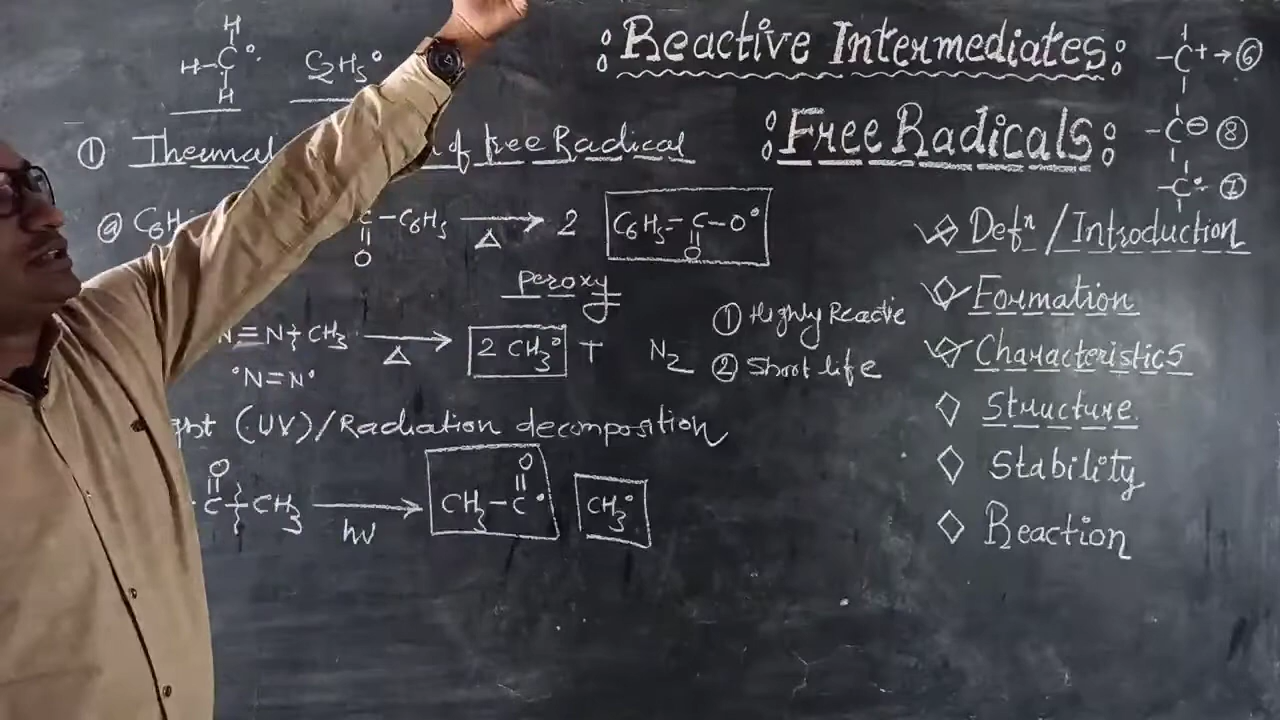 : Reactive Intermediates :
: Free Radicals :
H
H-C°
H
C2H5°
-C+ → 6
-C⊖ 8
-C· 7
① Thermal of free Radical
ⓐ C6H C-C6H5 → 2 C6H5-C-O°
O Δ O
Peroxy
N=N+CH3 → 2 CH3° + N2
Δ
°N=N°
(UV)/Radiation decomposition
O O
C+CH3 → CH3-C• CH3°
hν
① Highly Reactive
② Short life
Defn/Introduction
Formation
Characteristics
Structure
Stability
Reaction